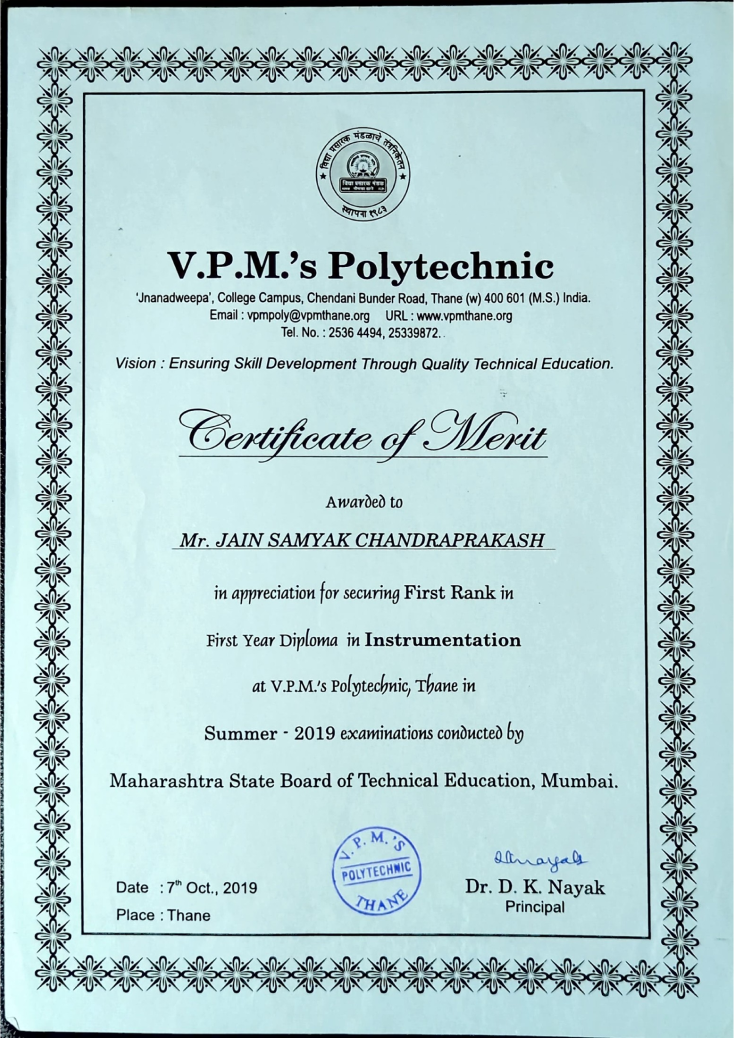 विद्या प्रसारक मंडळाचे तंत्रनिकेतन
विद्या प्रसारक मंडळ
स्थापना १९८३
V.P.M.'s Polytechnic
'Jnanadweepa', College Campus, Chendani Bunder Road, Thane (w) 400 601 (M.S.) India.
Email : vpmpoly@vpmthane.org URL : www.vpmthane.org
Tel. No. : 2536 4494, 25339872.
Vision : Ensuring Skill Development Through Quality Technical Education.
Certificate of Merit
Awarded to
Mr. JAIN SAMYAK CHANDRAPRAKASH
in appreciation for securing First Rank in
First Year Diploma in Instrumentation
at V.P.M.'s Polytechnic, Thane in
Summer - 2019 examinations conducted by
Maharashtra State Board of Technical Education, Mumbai.
V.P.M.'S
POLYTECHNIC
THANE
Dr. D. K. Nayak
Principal
Date : 7th Oct., 2019
Place : Thane